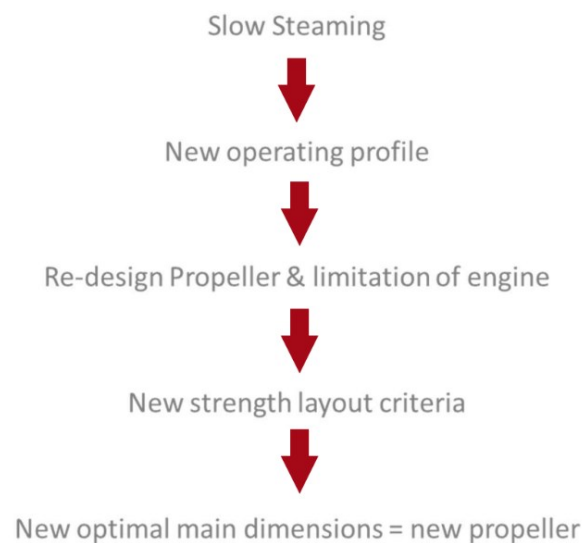 Slow Steaming
New operating profile
Re-design Propeller & limitation of engine
New strength layout criteria
New optimal main dimensions = new propeller